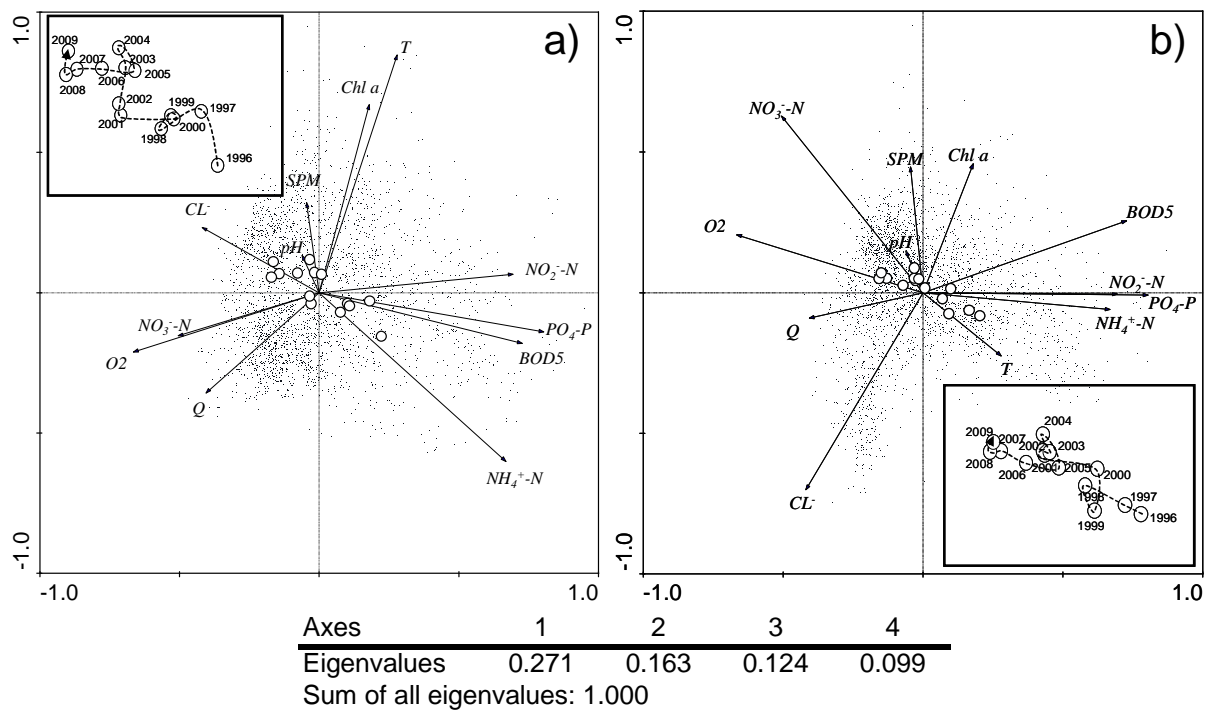 a)
1.0
-1.0
-1.0
1.0
2009
2004
2007
2003
2008
2006
2005
2002
2001
1999
1997
1998
2000
1996
T
Chl a
SPM
CL-
pH
NO2--N
NO3--N
O2
Q
PO4-P
BOD5
NH4+-N
b)
1.0
-1.0
-1.0
1.0
NO3--N
SPM
Chl a
O2
BOD5
pH
NO2--N
PO4-P
NH4+-N
Q
T
CL-
2004
2009
2007
2002
2003
2008
2006
2001
2005
2000
1998
1997
1999
1996
Axes 1 2 3 4
Eigenvalues 0.271 0.163 0.124 0.099
Sum of all eigenvalues: 1.000